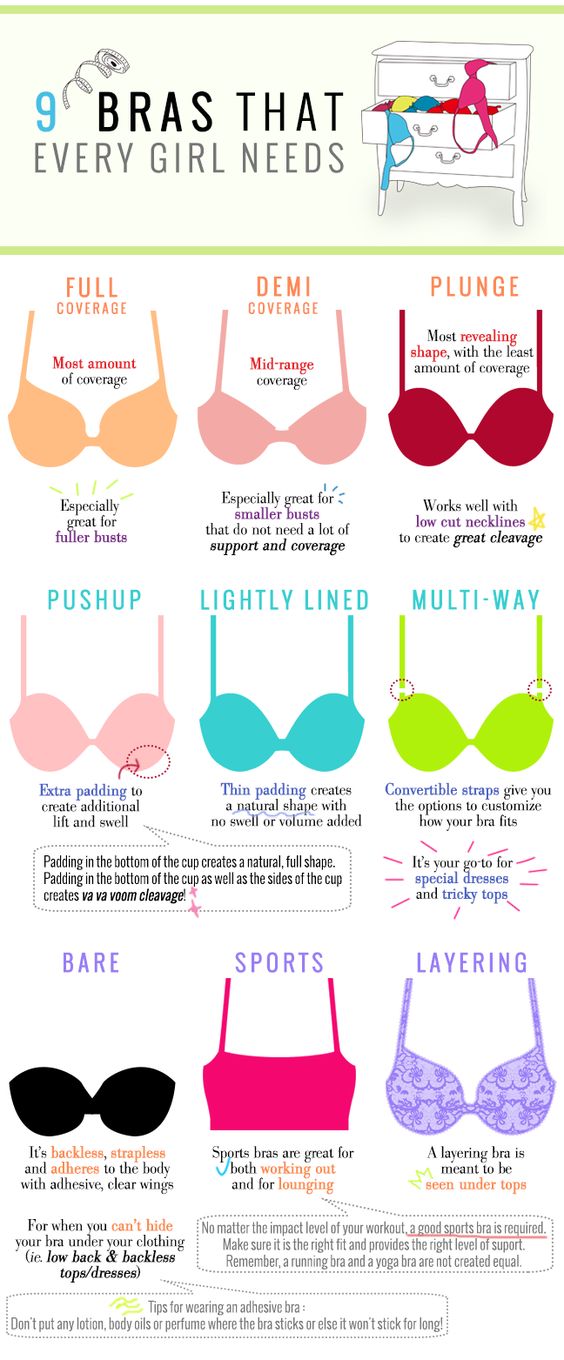 9 BRAS THAT
EVERY GIRL NEEDS
FULL
COVERAGE
Most amount
of coverage
Especially
great for
fuller busts
DEMI
COVERAGE
Mid-range
coverage
Especially great for
smaller busts
that do not need a lot of
support and coverage
PLUNGE
Most revealing
shape, with the least
amount of coverage
Works well with
low cut necklines
to create great cleavage
PUSHUP
Extra padding to
create additional
lift and swell
Padding in the bottom of the cup creates a natural, full shape.
Padding in the bottom of the cup as well as the sides of the cup
creates va va voom cleavage!
LIGHTLY LINED
Thin padding creates
a natural shape with
no swell or volume added
MULTI-WAY
Convertible straps give you
the options to customize
how your bra fits
It's your go-to for
special dresses
and tricky tops
BARE
It's backless, strapless
and adheres to the body
with adhesive, clear wings
For when you can't hide
your bra under your clothing
(ie. low back & backless
tops/dresses)
Tips for wearing an adhesive bra :
Don't put any lotion, body oils or perfume where the bra sticks or else it won't stick for long!
SPORTS
Sports bras are great for
both working out
and for lounging
No matter the impact level of your workout, a good sports bra is required.
Make sure it is the right fit and provides the right level of suport.
Remember, a running bra and a yoga bra are not created equal.
LAYERING
A layering bra is
meant to be
seen under tops